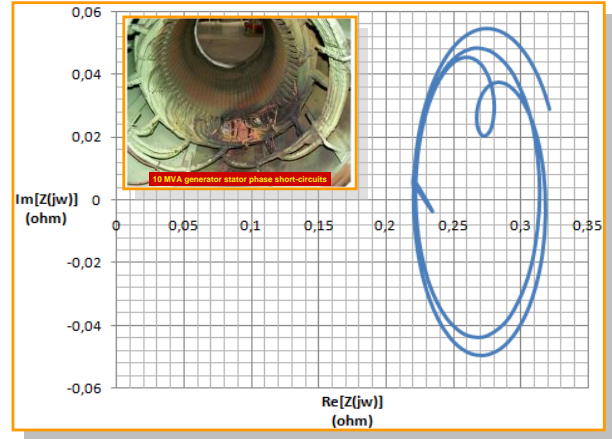 0,06
10 MVA generator stator phase short-circuits
0,04
0,02
Im[Z(jw)] 0
(ohm)
0 0,05 0,1 0,15 0,2 0,25 0,3 0,35
-0,02
-0,04
-0,06
Re[Z(jw)]
(ohm)